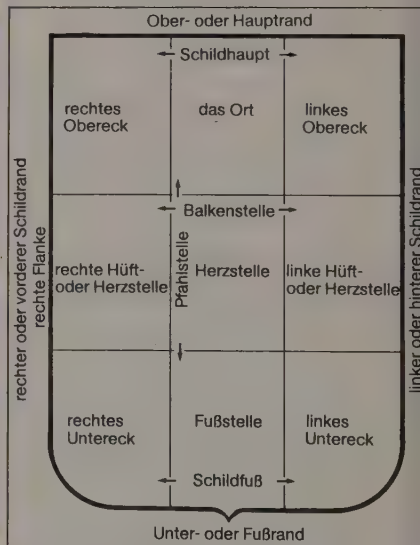 Ober- oder Hauptrand
Schildhaupt
rechtes
Obereck
das Ort
linkes
Obereck
rechter oder vorderer Schildrand
rechte Flanke
Balkenstelle
Pfahlstelle
rechte Hüft-
oder Herzstelle
Herzstelle
linke Hüft-
oder Herzstelle
linker oder hinterer Schildrand
rechtes
Untereck
Fußstelle
linkes
Untereck
Schildfuß
Unter- oder Fußrand